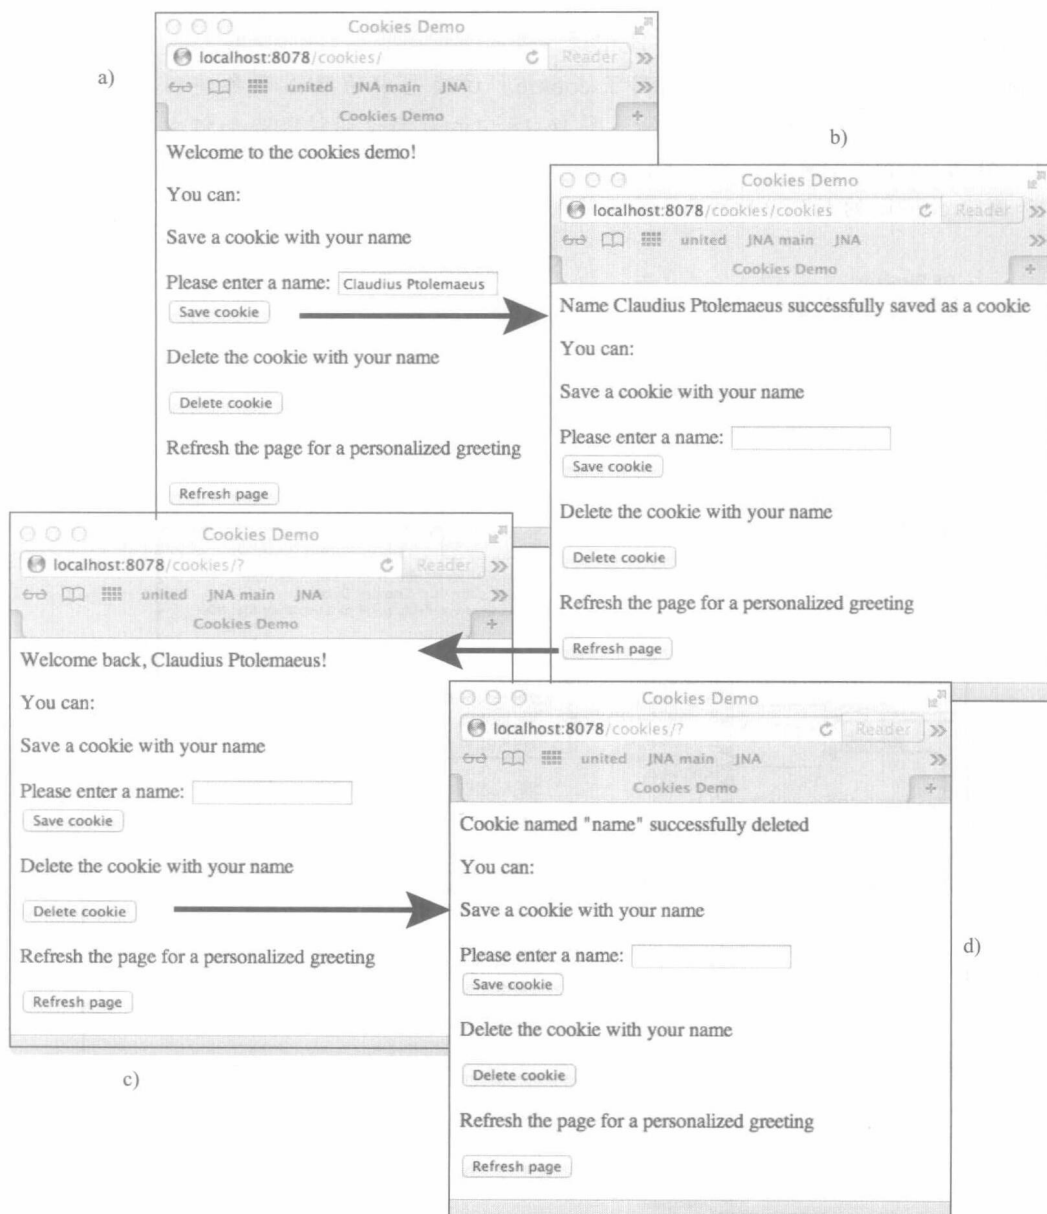 a)
Cookies Demo
localhost:8078/cookies/ Reader >>
united JNA main JNA >>
Cookies Demo +
Welcome to the cookies demo!
You can:
Save a cookie with your name
Please enter a name: Claudius Ptolemaeus
Save cookie
Delete the cookie with your name
Delete cookie
Refresh the page for a personalized greeting
Refresh page
b)
Cookies Demo
localhost:8078/cookies/cookies Reader >>
united JNA main JNA >>
Cookies Demo +
Name Claudius Ptolemaeus successfully saved as a cookie
You can:
Save a cookie with your name
Please enter a name:
Save cookie
Delete the cookie with your name
Delete cookie
Refresh the page for a personalized greeting
Refresh page
Cookies Demo
localhost:8078/cookies/? Reader >>
united JNA main JNA >>
Cookies Demo +
Welcome back, Claudius Ptolemaeus!
You can:
Save a cookie with your name
Please enter a name:
Save cookie
Delete the cookie with your name
Delete cookie
Refresh the page for a personalized greeting
Refresh page
c)
Cookies Demo
localhost:8078/cookies/? Reader >>
united JNA main JNA >>
Cookies Demo +
Cookie named "name" successfully deleted
You can:
Save a cookie with your name
Please enter a name:
Save cookie
Delete the cookie with your name
Delete cookie
Refresh the page for a personalized greeting
Refresh page
d)